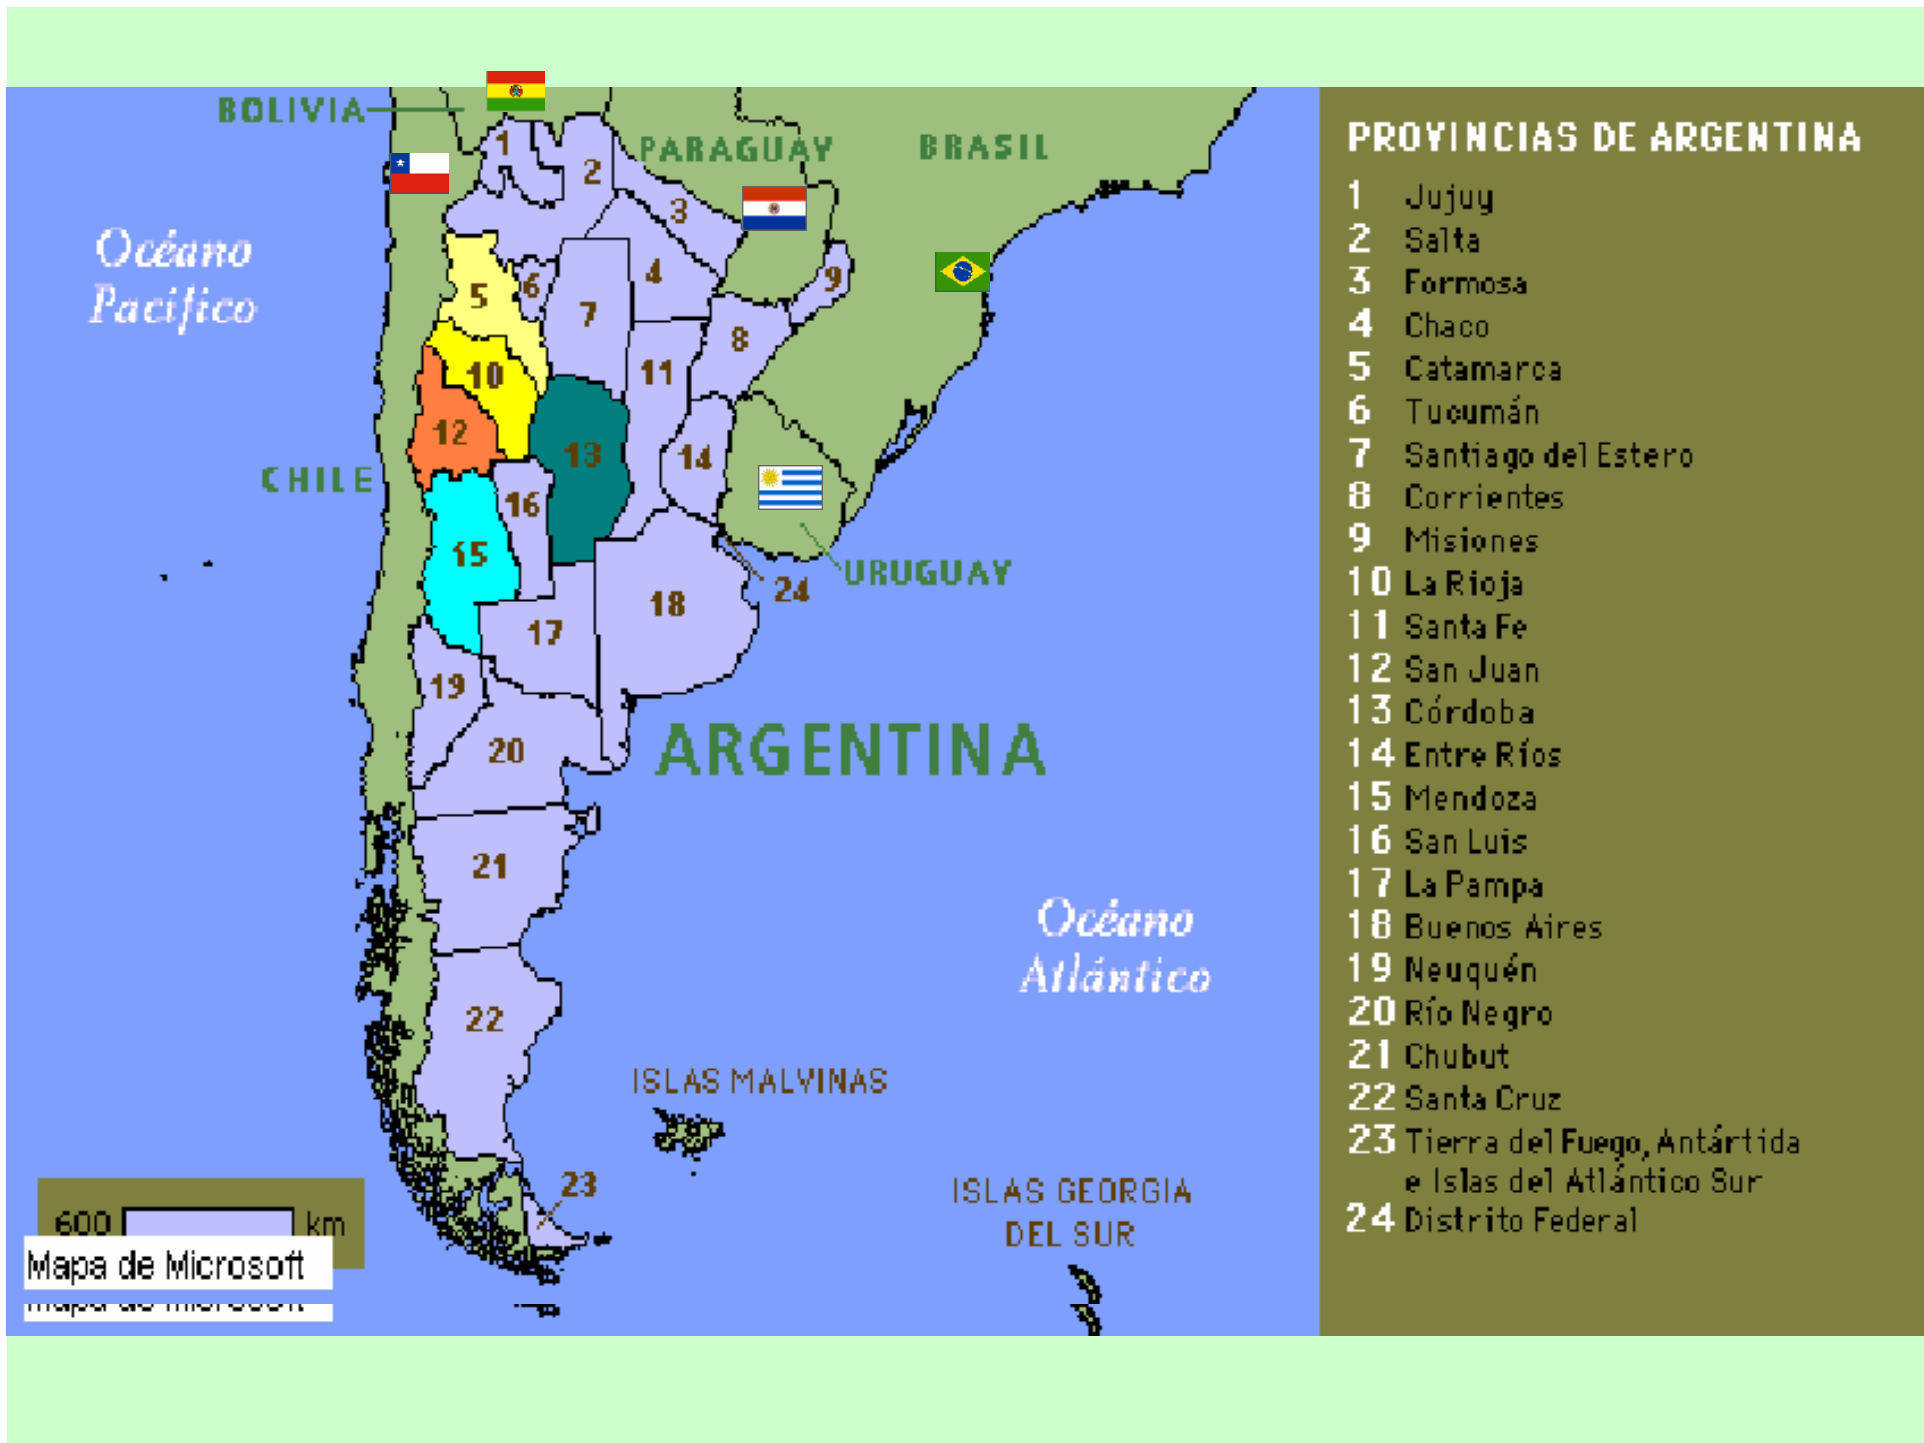 BOLIVIA
PARAGUAY
BRASIL
Océano
Pacífico
CHILE
URUGUAY
ARGENTINA
Océano
Atlántico
ISLAS MALVINAS
ISLAS GEORGIA
DEL SUR
1
2
3
4
5
6
7
8
9
10
11
12
13
14
15
16
17
18
19
20
21
22
23
24
600 km
Mapa de Microsoft
Mapa de Microsoft
PROVINCIAS DE ARGENTINA
1 Jujuy
2 Salta
3 Formosa
4 Chaco
5 Catamarca
6 Tucumán
7 Santiago del Estero
8 Corrientes
9 Misiones
10 La Rioja
11 Santa Fe
12 San Juan
13 Córdoba
14 Entre Ríos
15 Mendoza
16 San Luis
17 La Pampa
18 Buenos Aires
19 Neuquén
20 Río Negro
21 Chubut
22 Santa Cruz
23 Tierra del Fuego, Antártida
e Islas del Atlántico Sur
24 Distrito Federal